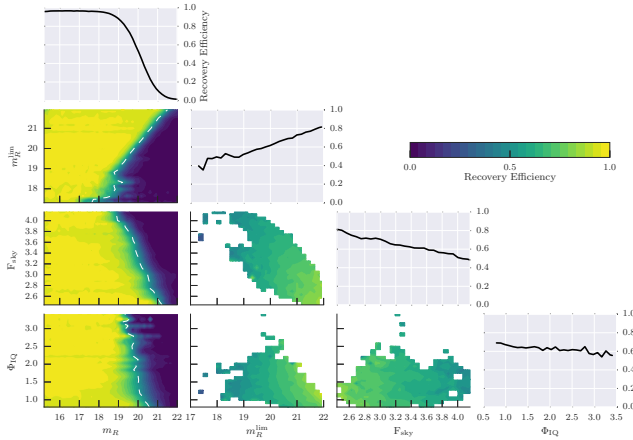 1.0
0.8
0.6
0.4
0.2
0.0
Recovery Efficiency
21
20
19
18
m_R^lim
1.0
0.8
0.6
0.4
0.2
0.0
0.0 0.5 1.0
Recovery Efficiency
4.0
3.8
3.6
3.4
3.2
3.0
2.8
2.6
F_sky
1.0
0.8
0.6
0.4
0.2
0.0
3.0
2.5
2.0
1.5
1.0
Φ_IQ
1.0
0.8
0.6
0.4
0.2
0.0
16 17 18 19 20 21 22
m_R
17 18 19 20 21 22
m_R^lim
2.6 2.8 3.0 3.2 3.4 3.6 3.8 4.0
F_sky
0.5 1.0 1.5 2.0 2.5 3.0 3.5
Φ_IQ